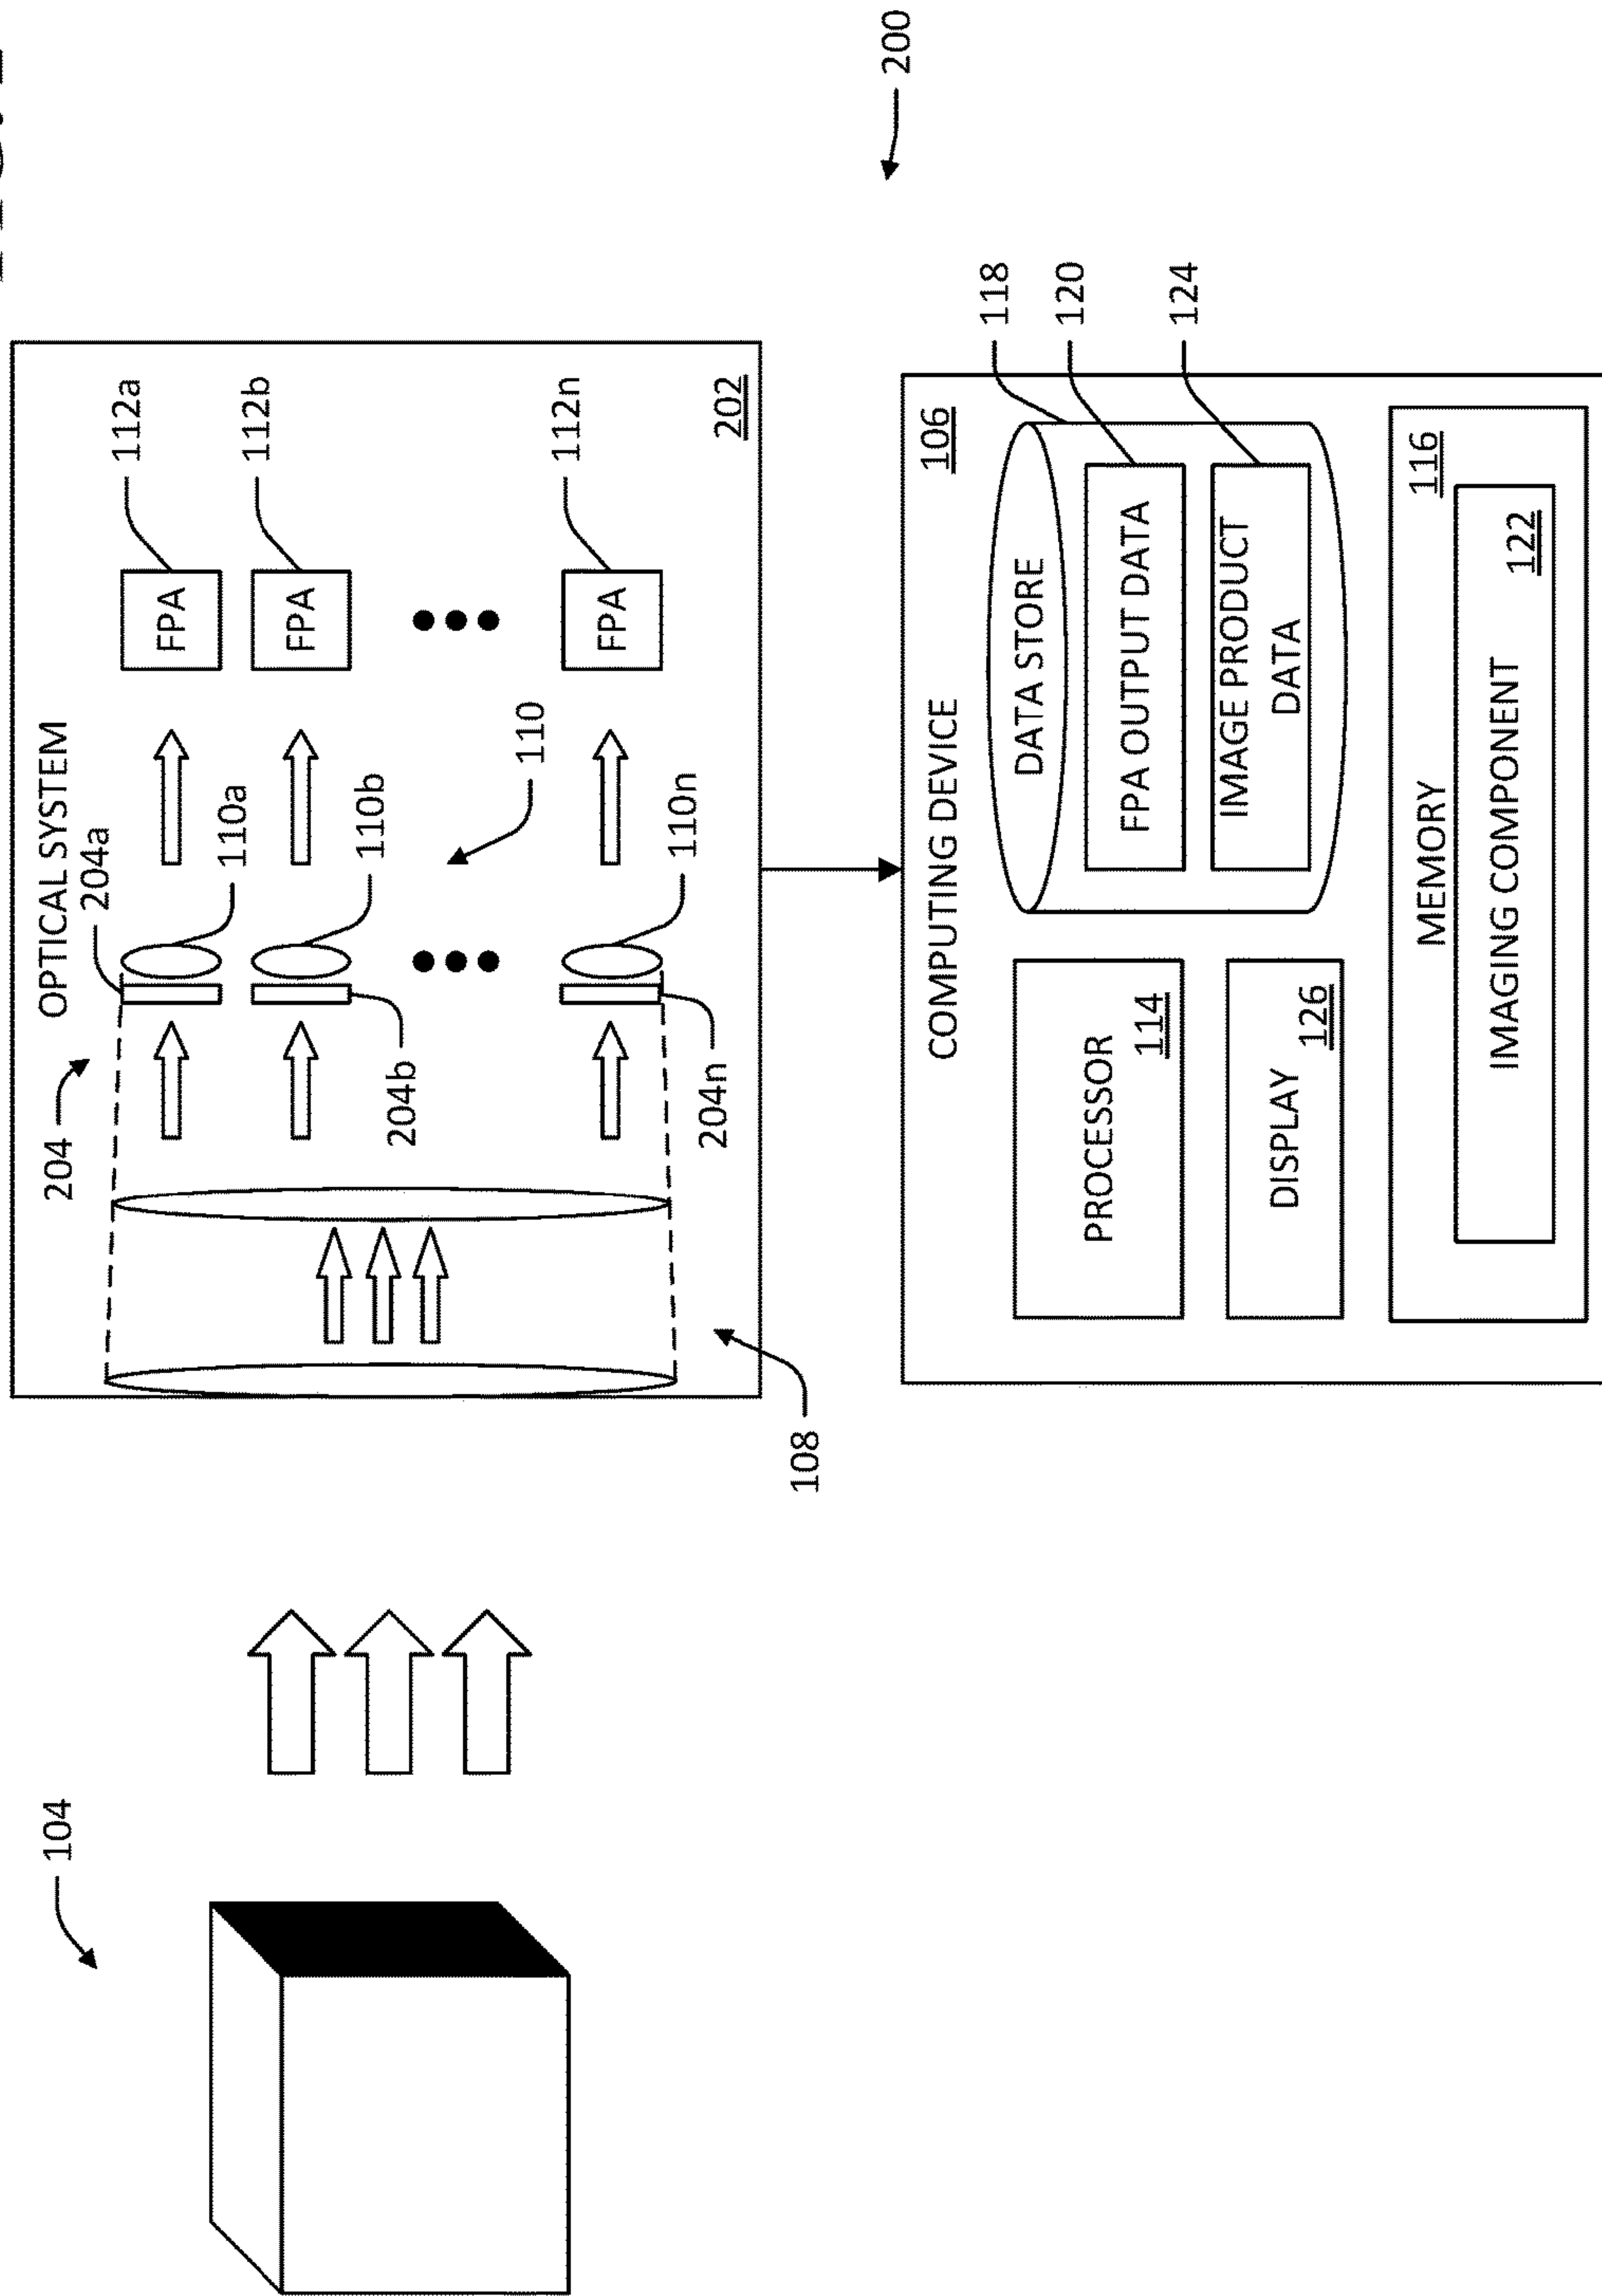 104
108
OPTICAL SYSTEM
204
204a
110a
110b
204b
110
110n
204n
FPA
112a
FPA
112b
FPA
112n
202
200
COMPUTING DEVICE
106
PROCESSOR
114
DISPLAY
126
DATA STORE
118
FPA OUTPUT DATA
120
IMAGE PRODUCT
DATA
124
MEMORY
116
IMAGING COMPONENT
122